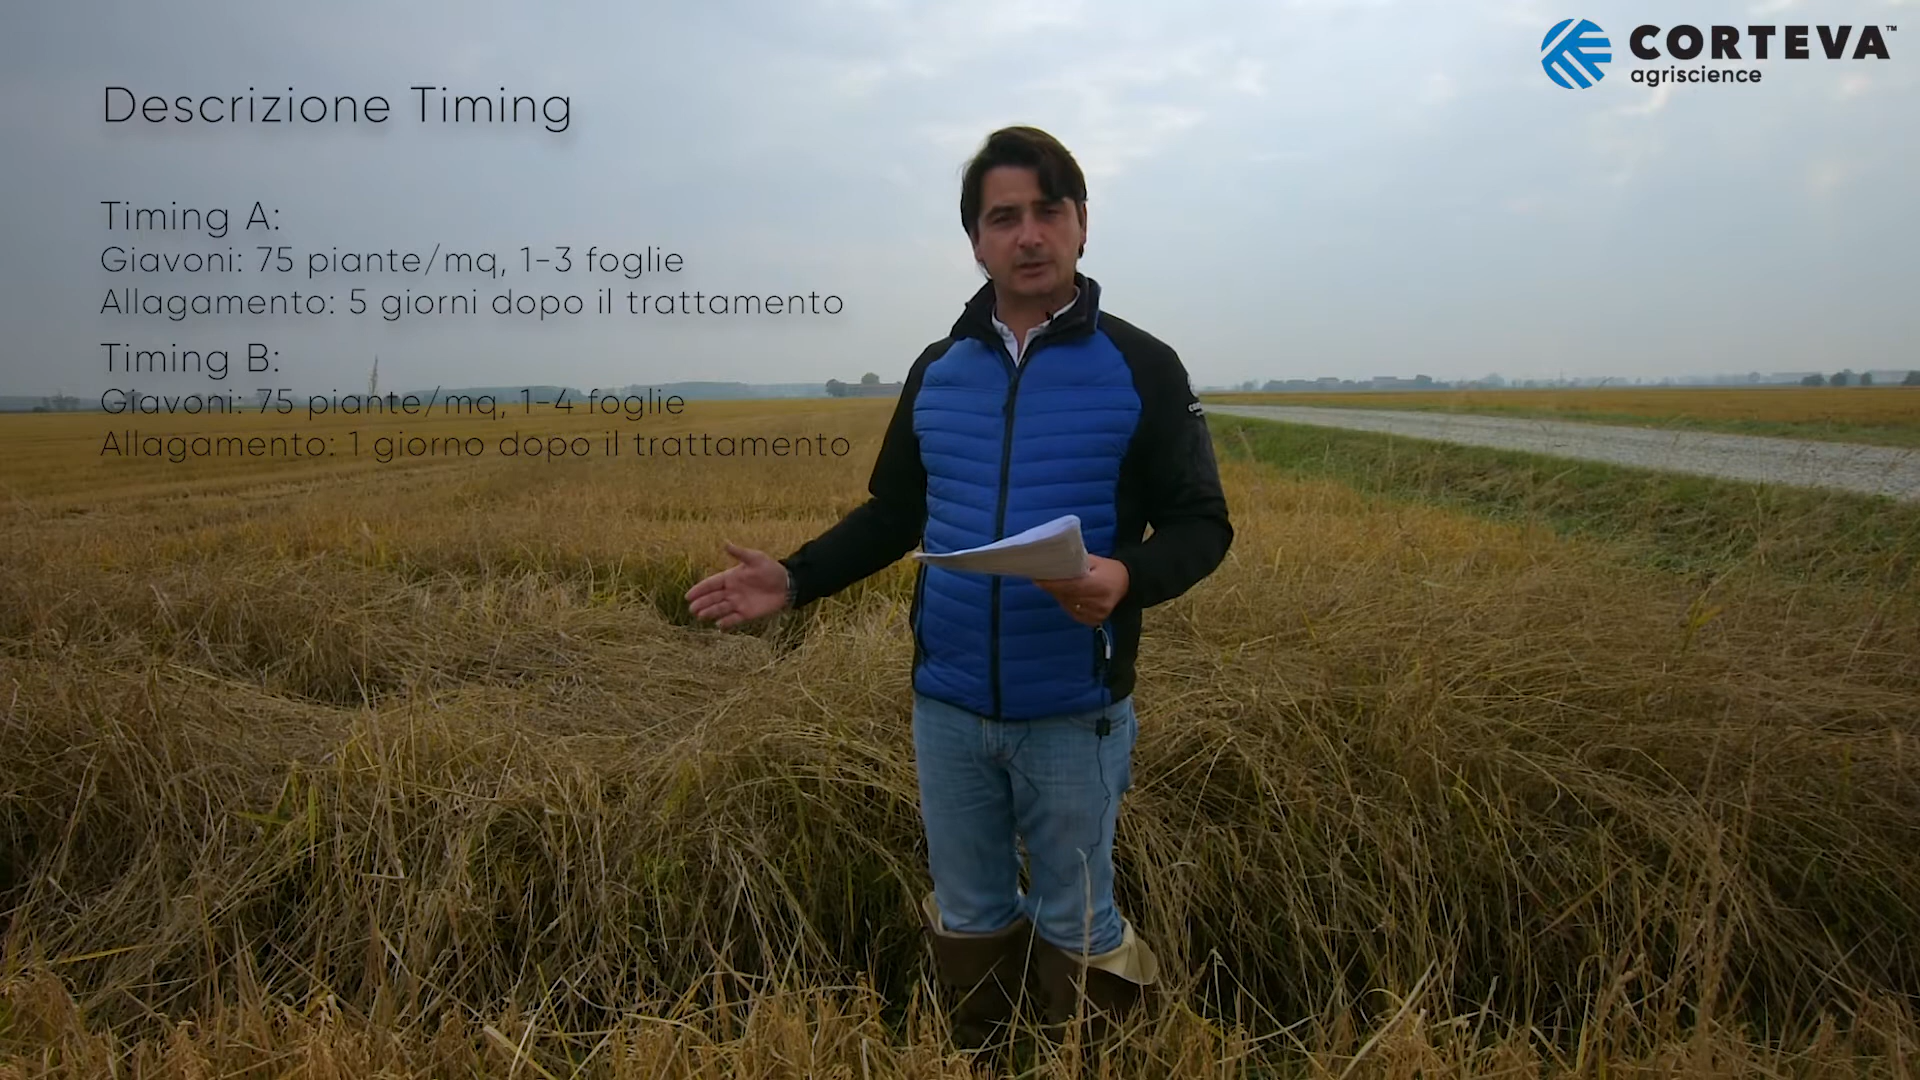 CORTEVA™
agriscience
Descrizione Timing
Timing A:
Giavoni: 75 piante/mq, 1-3 foglie
Allagamento: 5 giorni dopo il trattamento
Timing B:
Giavoni: 75 piante/mq, 1-4 foglie
Allagamento: 1 giorno dopo il trattamento